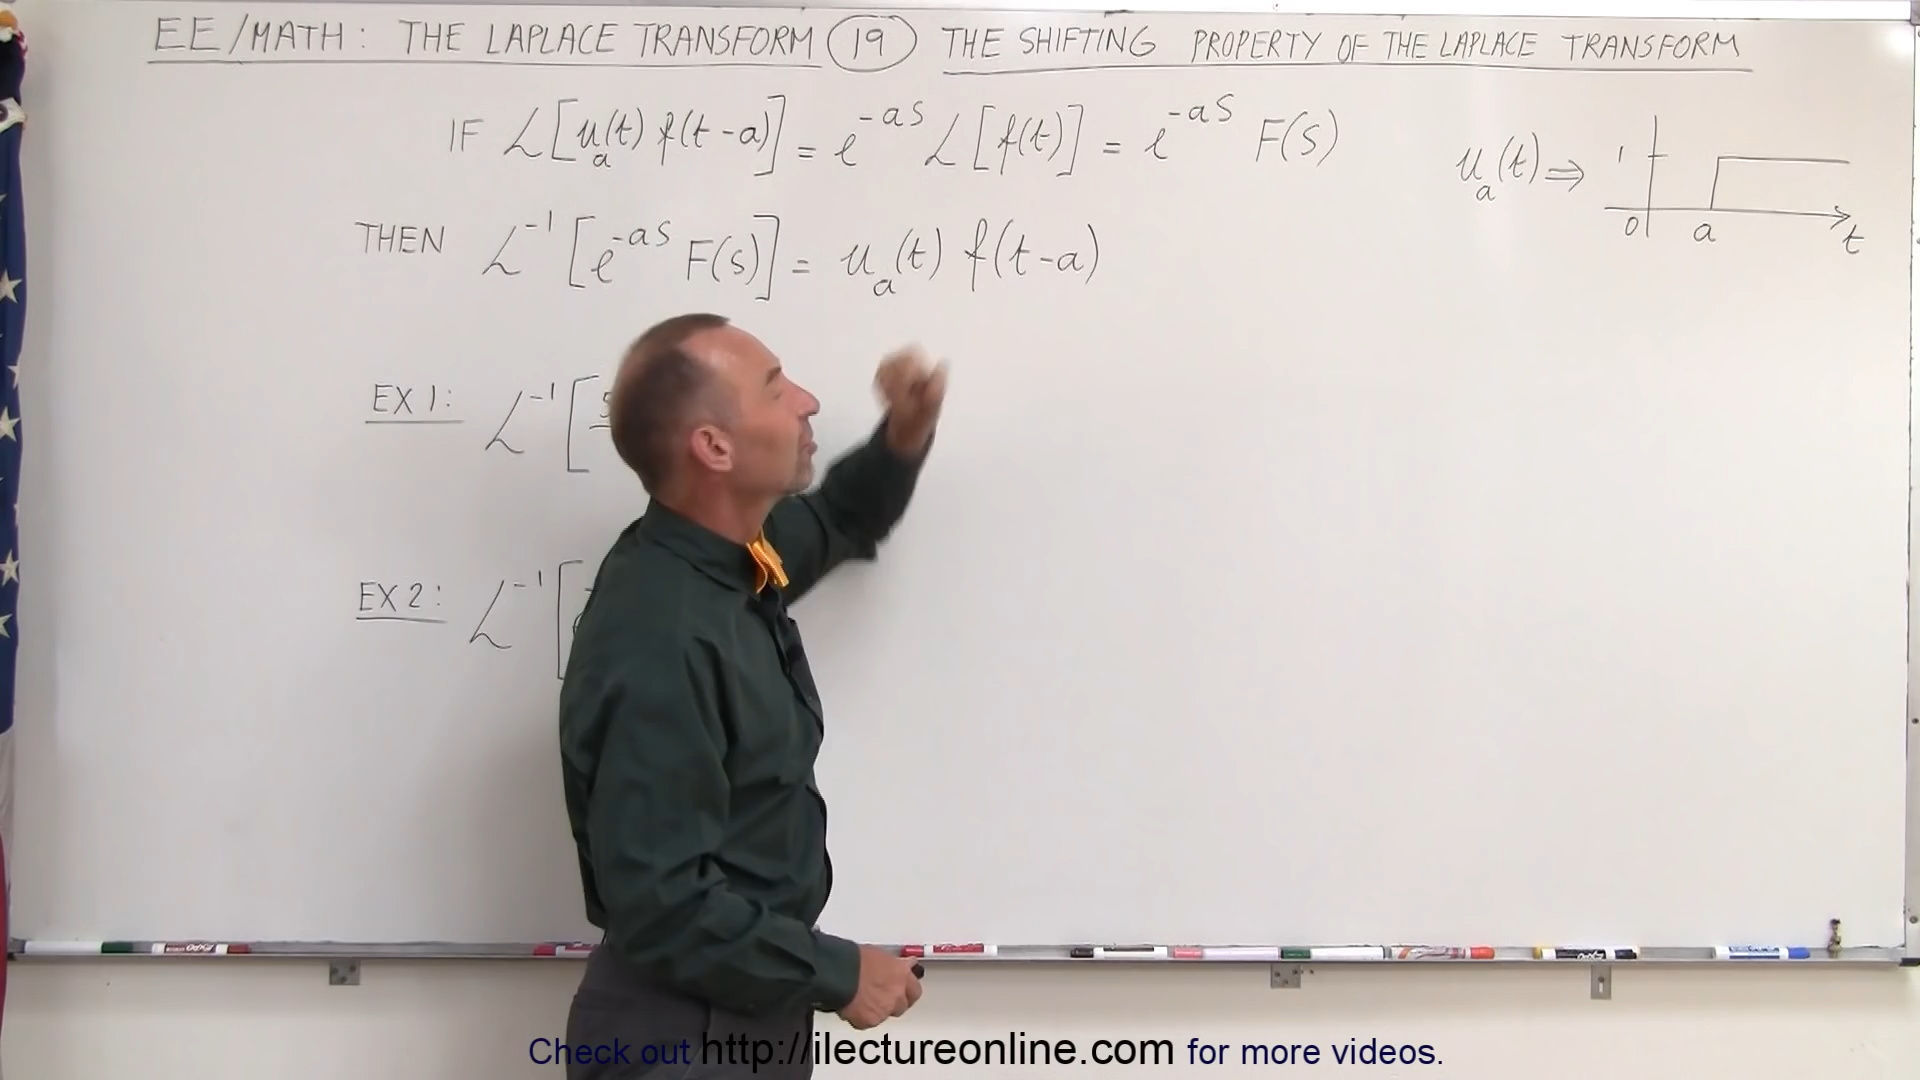 EE/MATH: THE LAPLACE TRANSFORM 19 THE SHIFTING PROPERTY OF THE LAPLACE TRANSFORM
IF ℒ[uₐ(t) f(t-a)] = e^-as ℒ[f(t)] = e^-as F(s)
uₐ(t) ⇒ 1 0 a t
THEN ℒ^-1 [e^-as F(s)] = uₐ(t) f(t-a)
EX 1: ℒ^-1 [
EX 2: ℒ^-1 [
Check out http://ilectureonline.com for more videos.